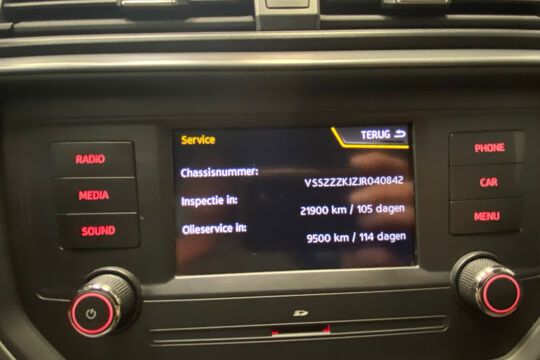 Service
TERUG
RADIO
MEDIA
SOUND
Chassisnummer:
VSSZZZKJZJR040842
Inspectie in:
21900 km / 105 dagen
Olieservice in:
9500 km / 114 dagen
PHONE
CAR
MENU
SD